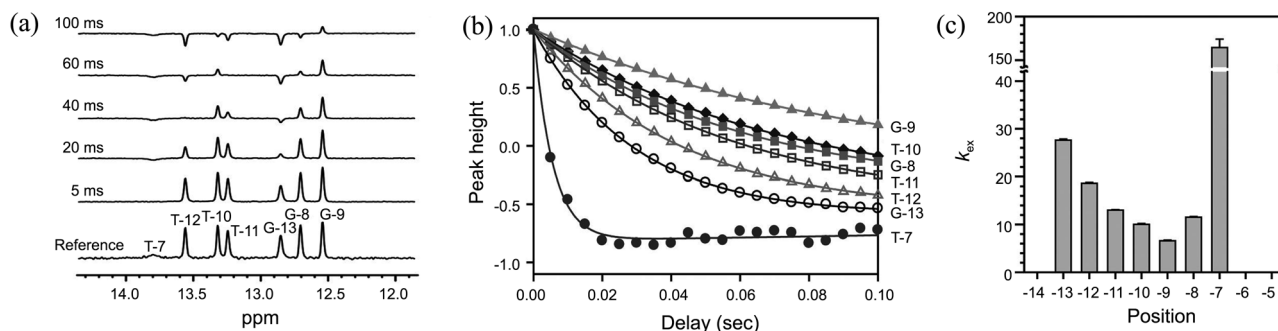 (a)
100 ms
60 ms
40 ms
20 ms
5 ms
Reference
T-7
T-12
T-10
T-11
G-13
G-8
G-9
14.0 13.5 13.0 12.5 12.0
ppm
(b)
Peak height
1.0
0.5
0.0
-0.5
-1.0
G-9
T-10
G-8
T-11
T-12
G-13
T-7
0.00 0.02 0.04 0.06 0.08 0.10
Delay (sec)
(c)
kex
200
150
40
30
20
10
0
-14 -13 -12 -11 -10 -9 -8 -7 -6 -5
Position